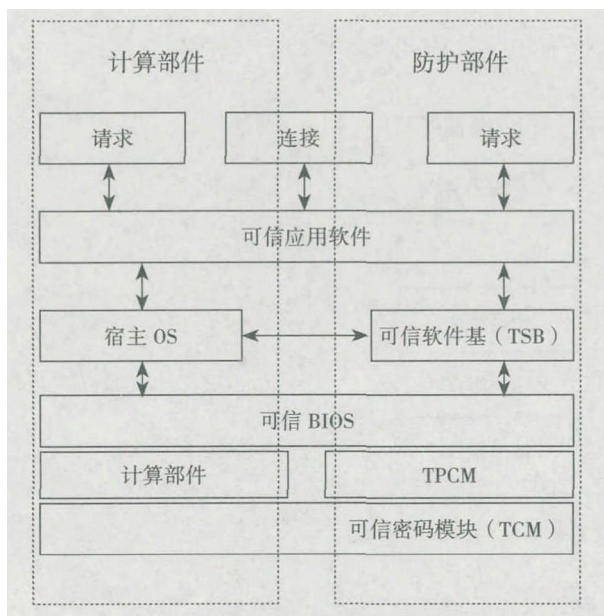 计算部件 防护部件
请求 连接 请求
可信应用软件
宿主 OS 可信软件基（TSB）
可信 BIOS
计算部件 TPCM
可信密码模块（TCM）